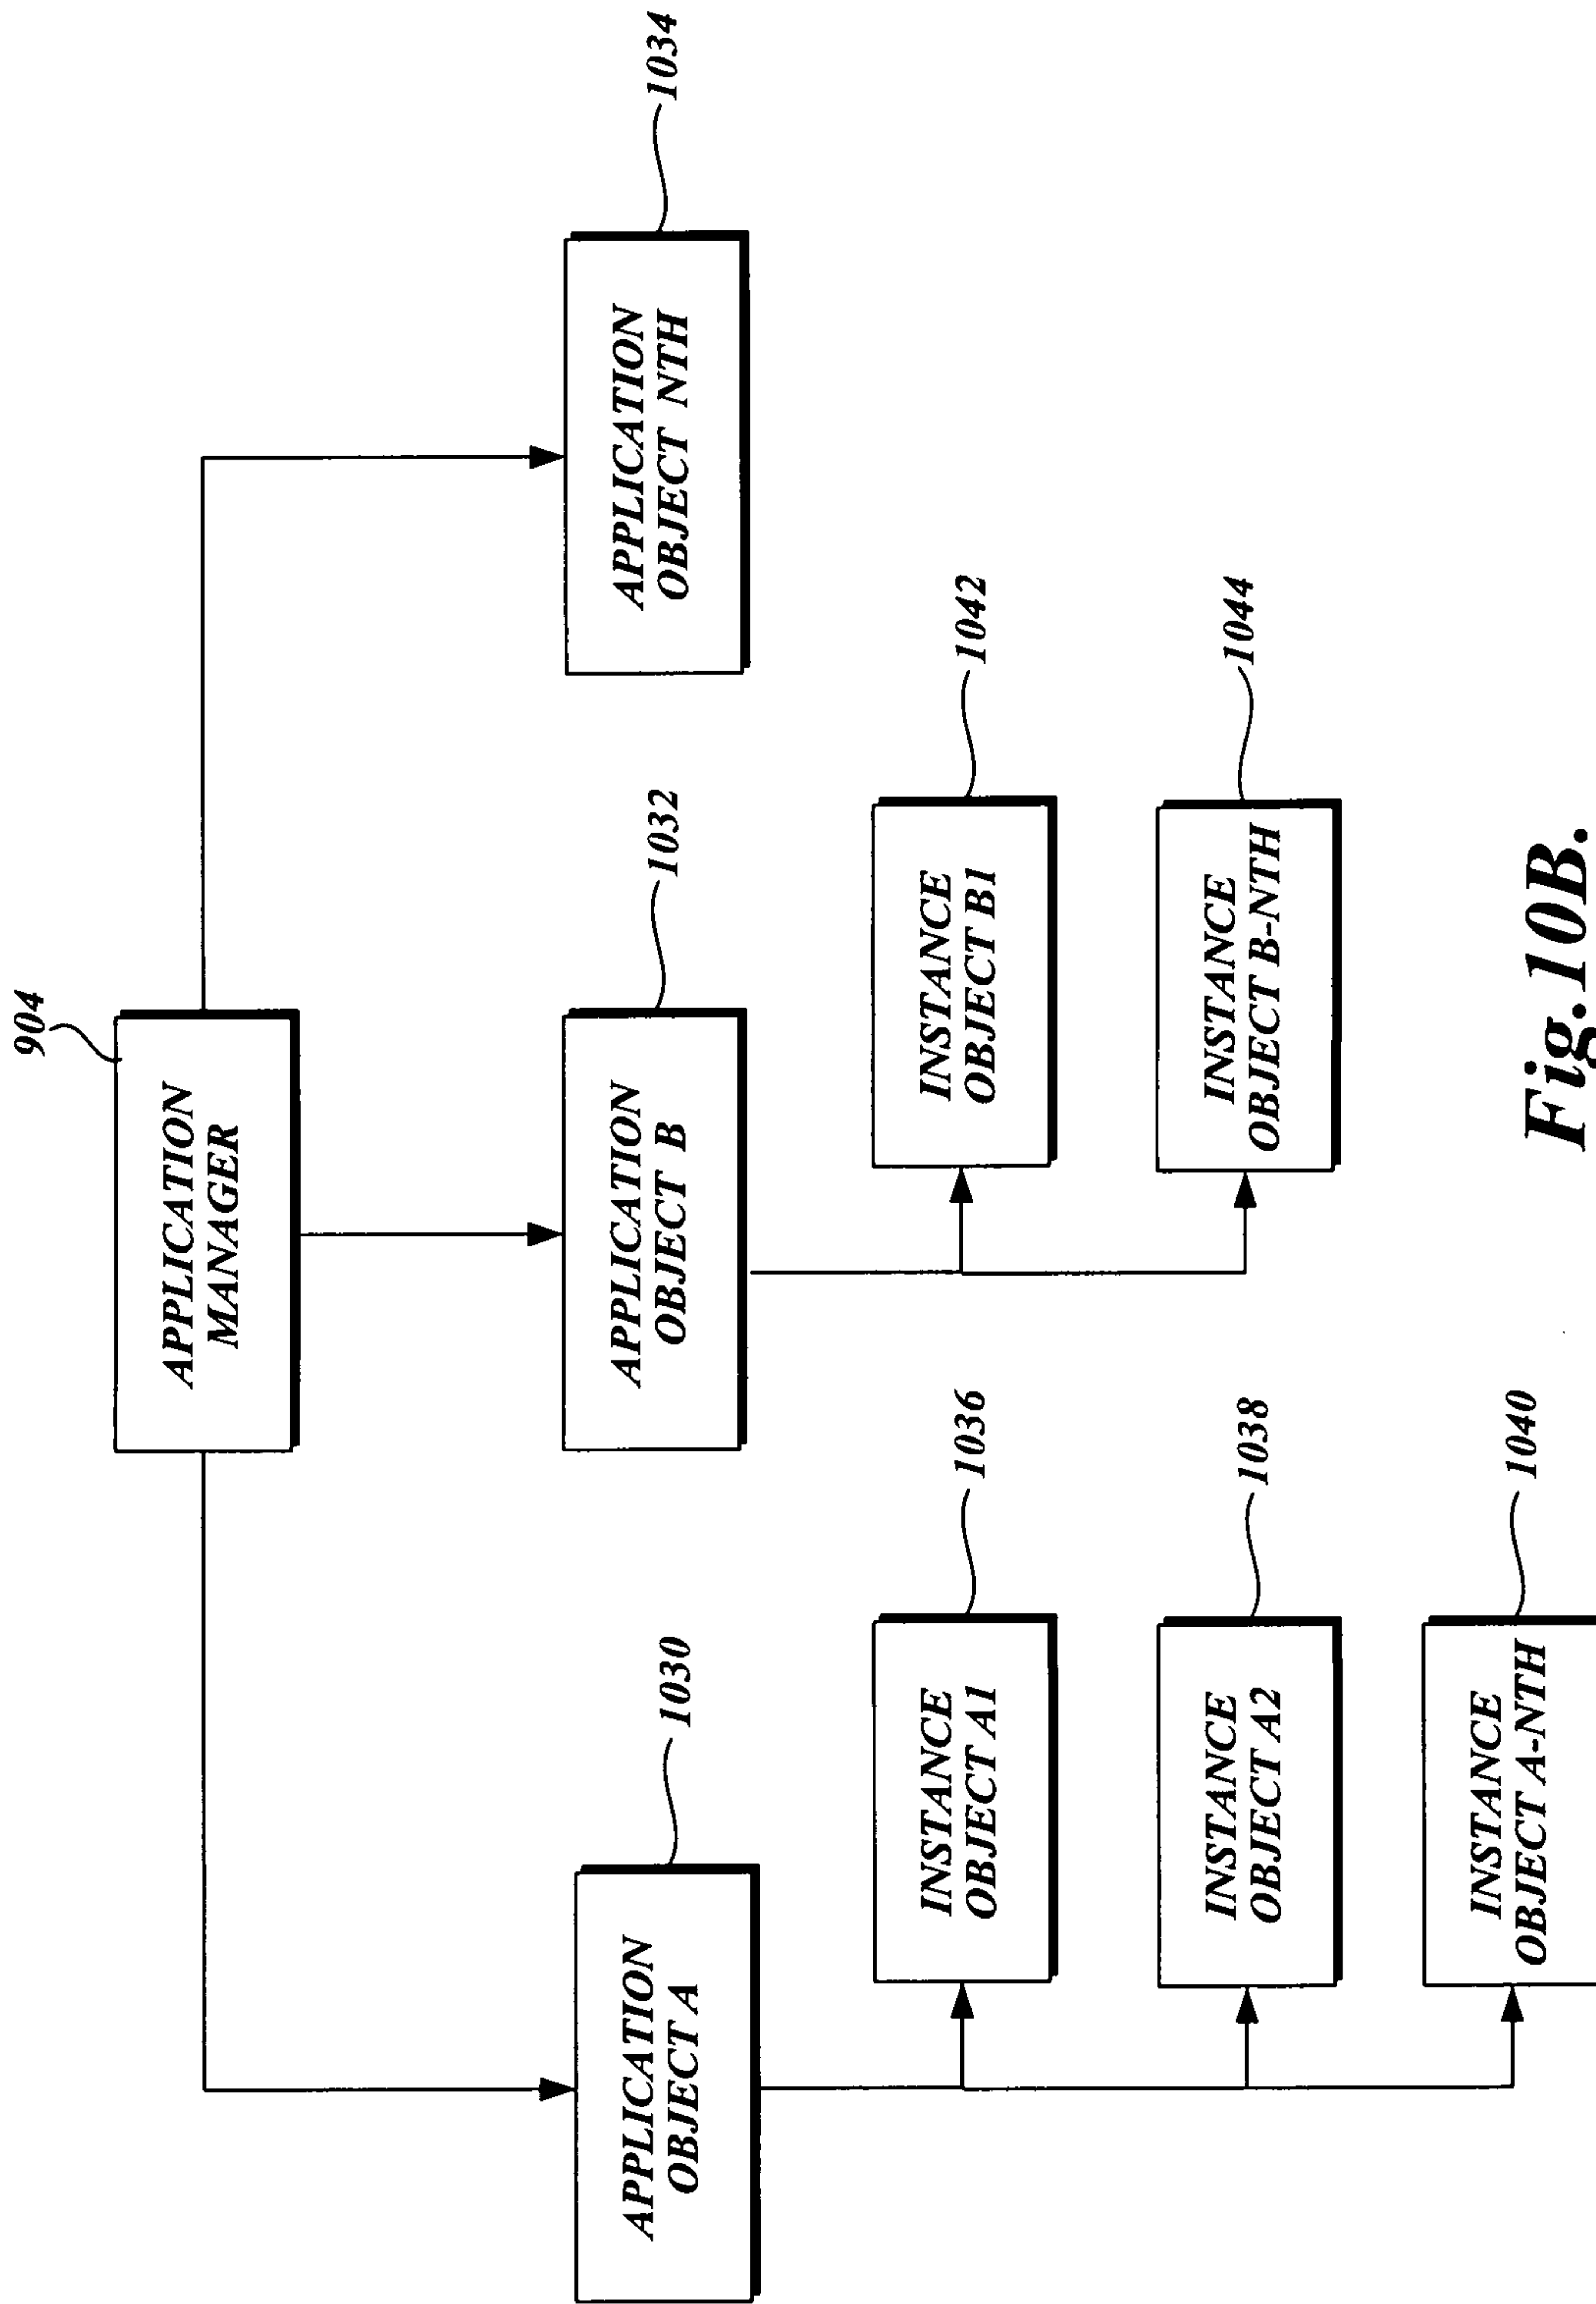 904
APPLICATION
MANAGER
1030
APPLICATION
OBJECT A
1032
APPLICATION
OBJECT B
1034
APPLICATION
OBJECT NTH
1036
INSTANCE
OBJECT A1
1042
INSTANCE
OBJECT B1
1038
INSTANCE
OBJECT A2
1044
INSTANCE
OBJECT B-NTH
1040
INSTANCE
OBJECT A-NTH
Fig.10B.